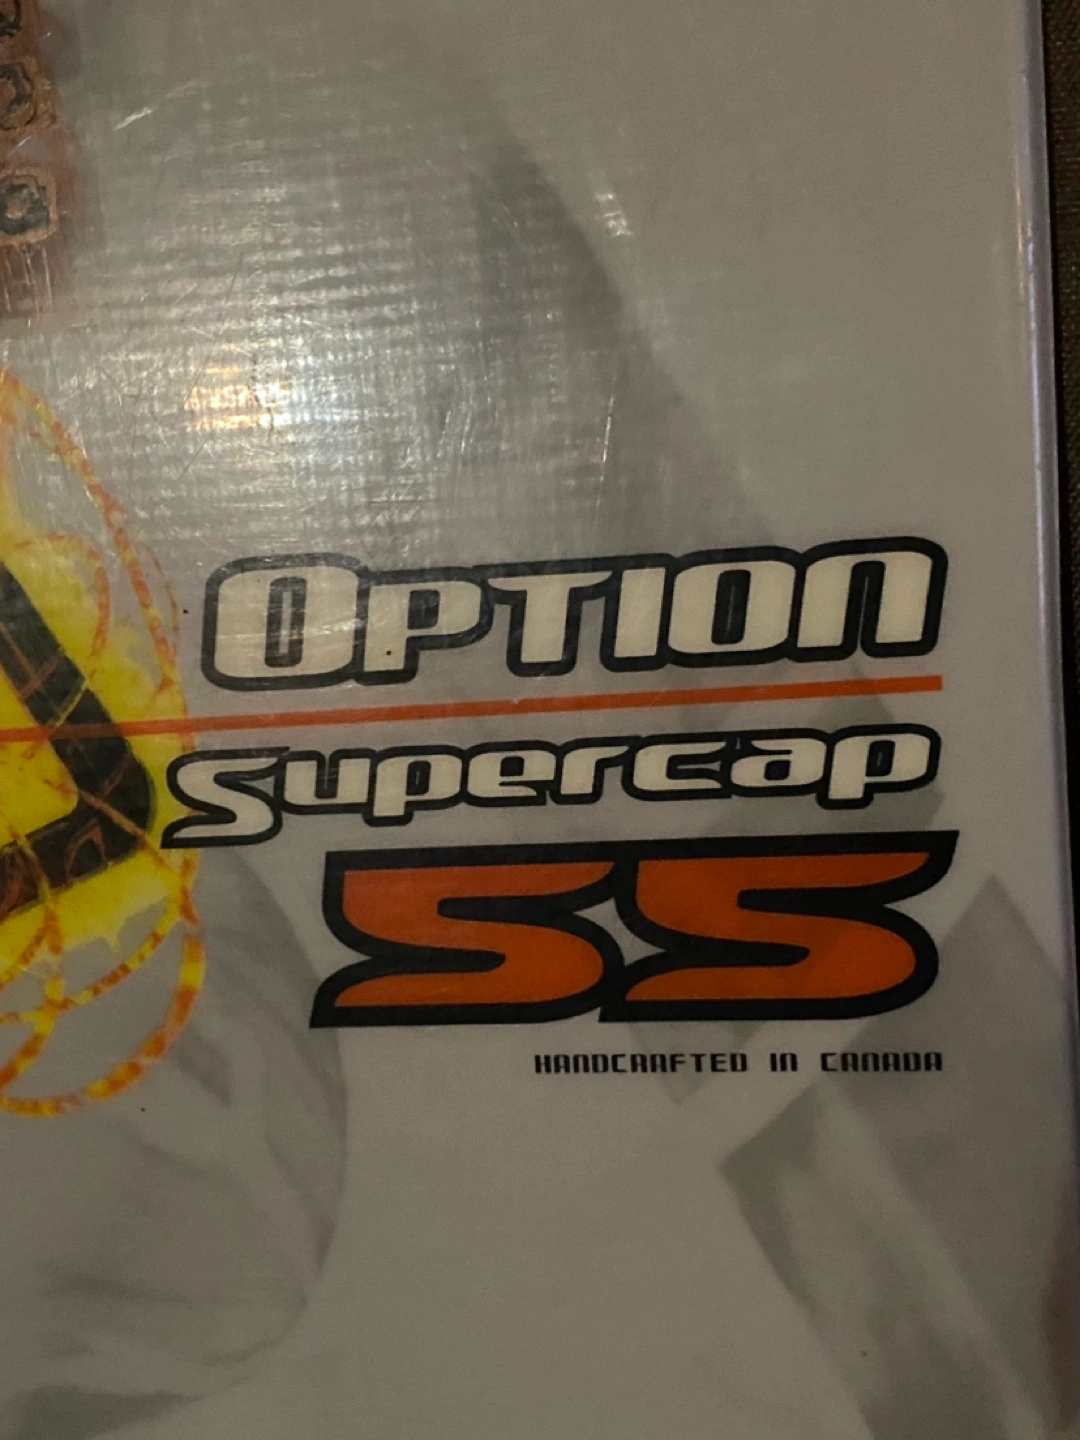 Option
Supercap
55
HANDCRAFTED IN CANADA